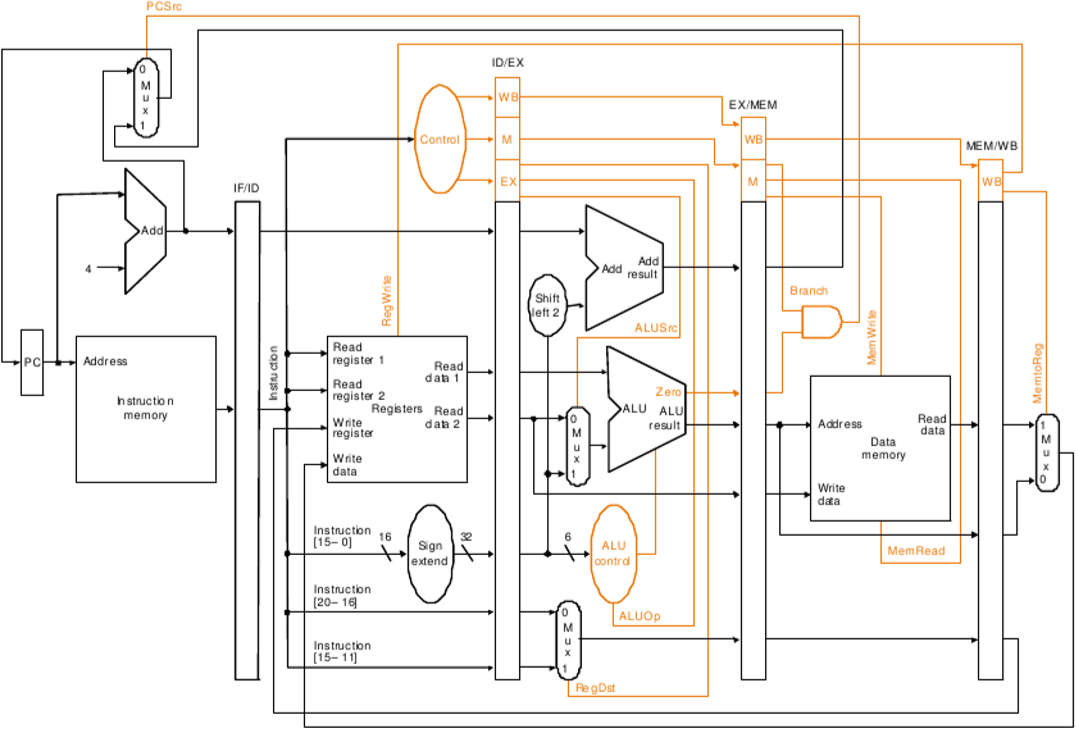 PCSrc
ID/EX
0
M
u
x
1
WB
EX/MEM
Control
M
WB
MEM/WB
EX
M
WB
IF/ID
Add
4
Add
Add
result
Shift
left 2
Branch
RegWrite
ALUSrc
MemWrite
MemtoReg
PC
Address
Instruction
memory
Instruction
Read
register 1
Read
register 2
Registers
Write
register
Write
data
Read
data 1
Read
data 2
0
M
u
x
1
Zero
ALU
ALU
result
Address
Read
data
Data
memory
Write
data
1
M
u
x
0
Instruction
[15– 0]
16
Sign
extend
32
6
ALU
control
MemRead
Instruction
[20– 16]
ALUOp
0
M
u
x
1
Instruction
[15– 11]
RegDst